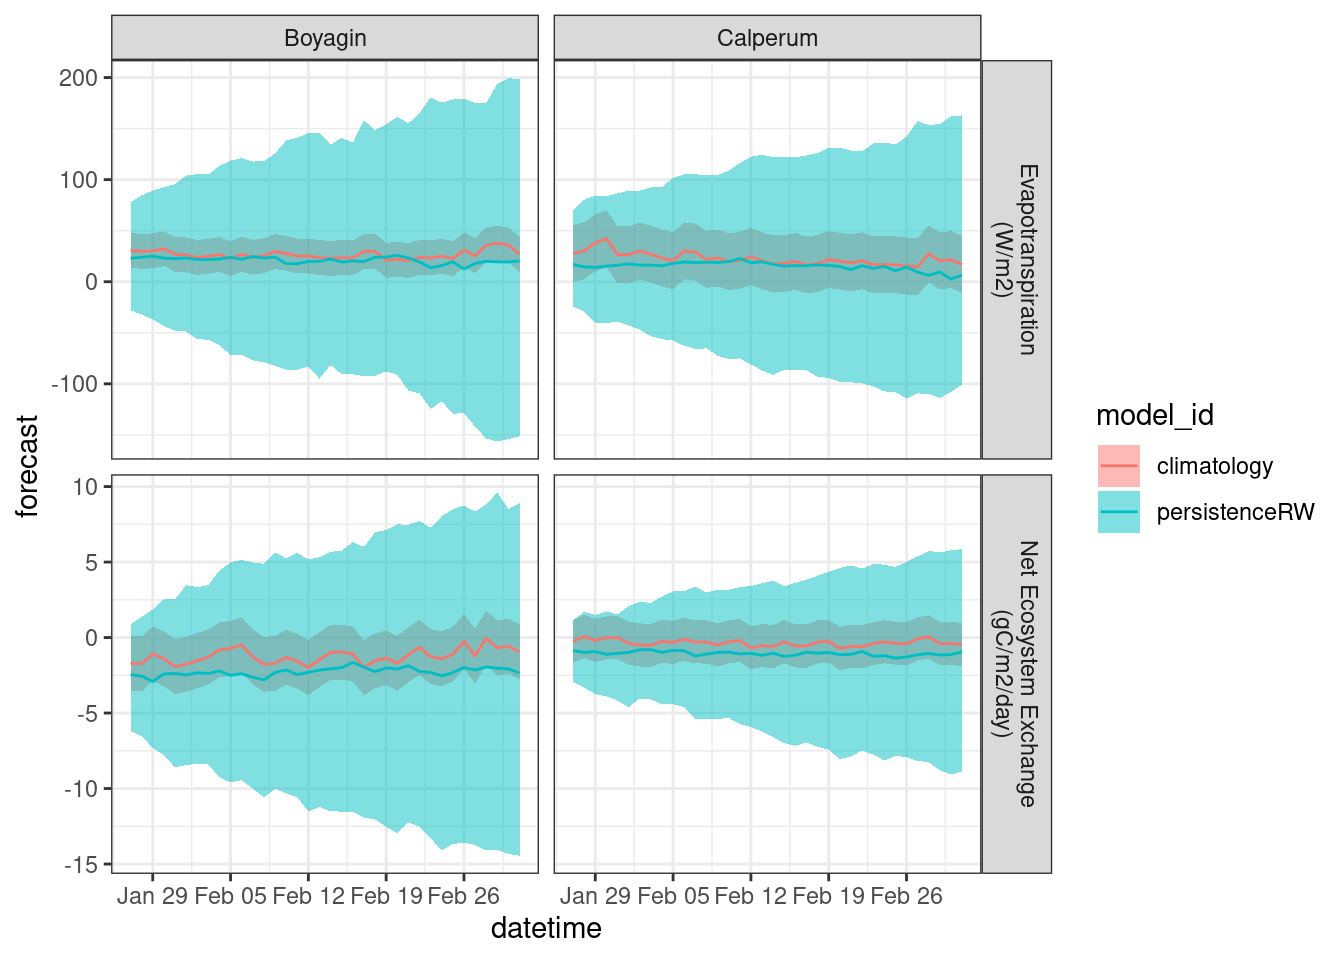 Boyagin
Calperum
200
100
0
-100
Evapotranspiration
(W/m2)
10
5
0
-5
-10
-15
Net Ecosystem Exchange
(gC/m2/day)
forecast
Jan 29 Feb 05 Feb 12 Feb 19 Feb 26
Jan 29 Feb 05 Feb 12 Feb 19 Feb 26
datetime
model_id
climatology
persistenceRW